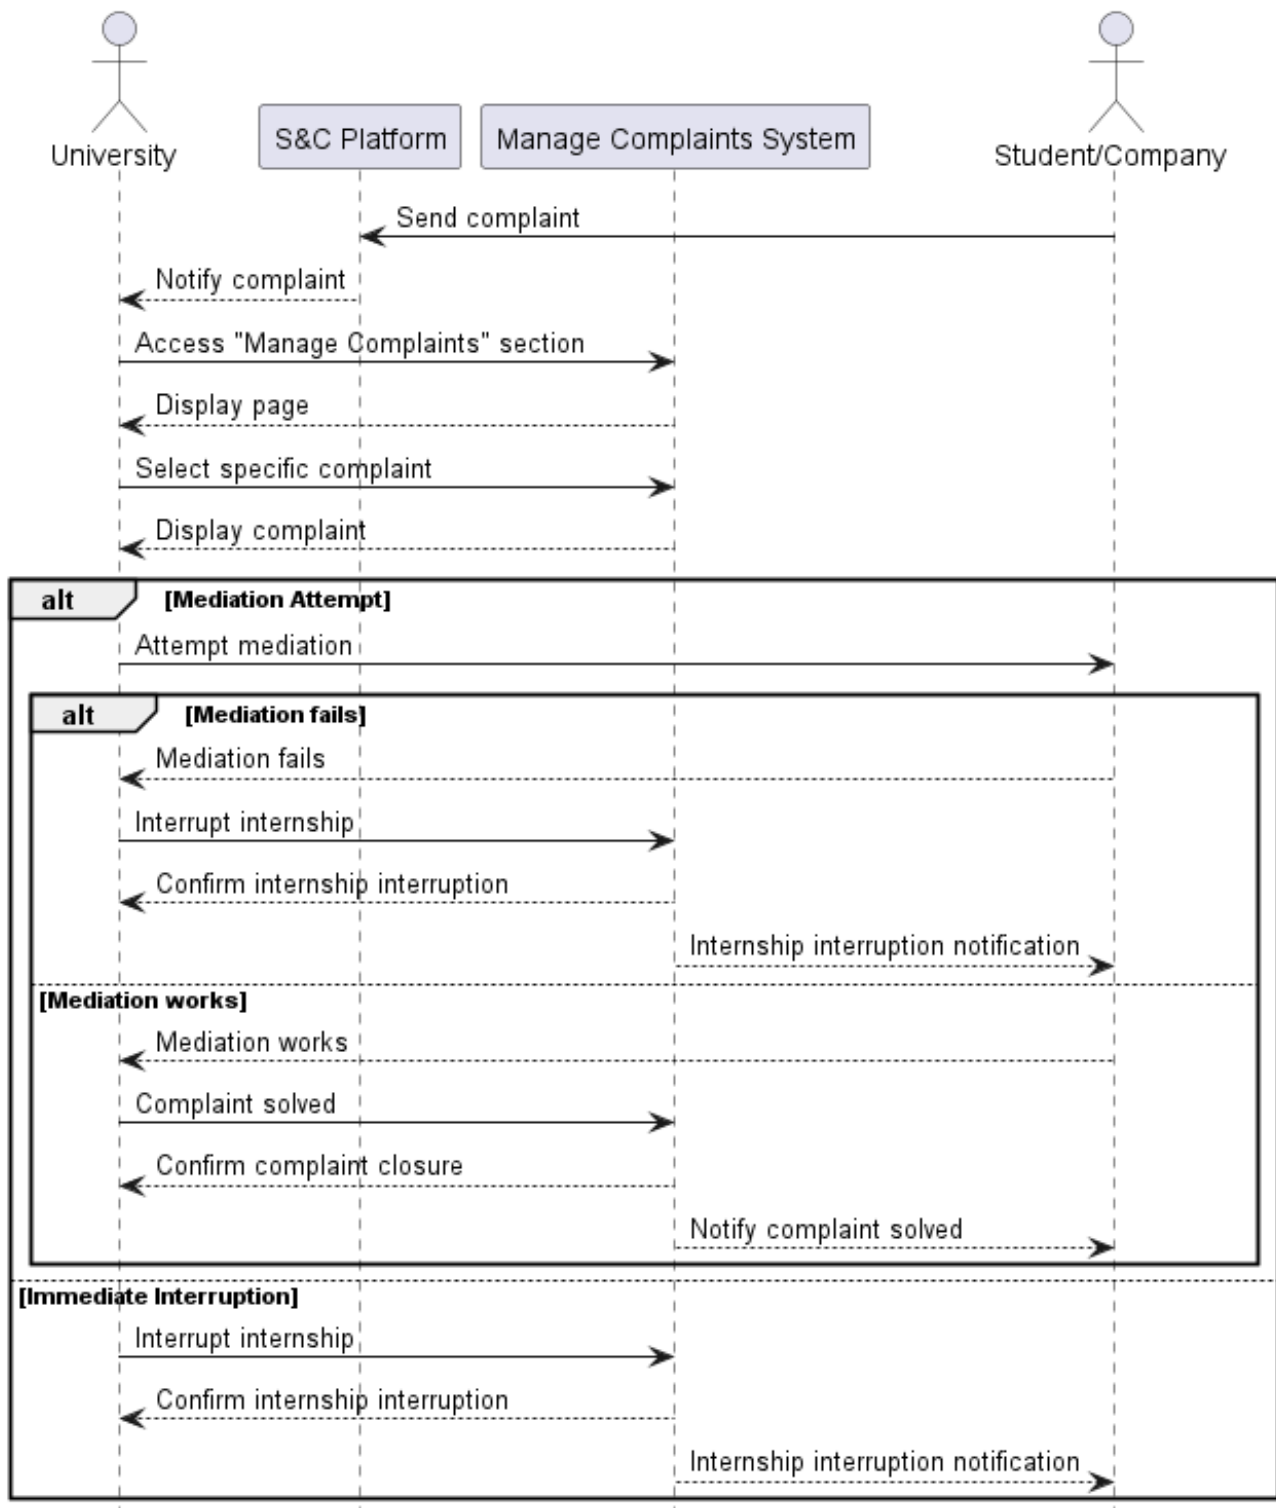 University
S&C Platform
Manage Complaints System
Student/Company
Send complaint
Notify complaint
Access "Manage Complaints" section
Display page
Select specific complaint
Display complaint
alt [Mediation Attempt]
Attempt mediation
alt [Mediation fails]
Mediation fails
Interrupt internship
Confirm internship interruption
Internship interruption notification
[Mediation works]
Mediation works
Complaint solved
Confirm complaint closure
Notify complaint solved
[Immediate Interruption]
Interrupt internship
Confirm internship interruption
Internship interruption notification